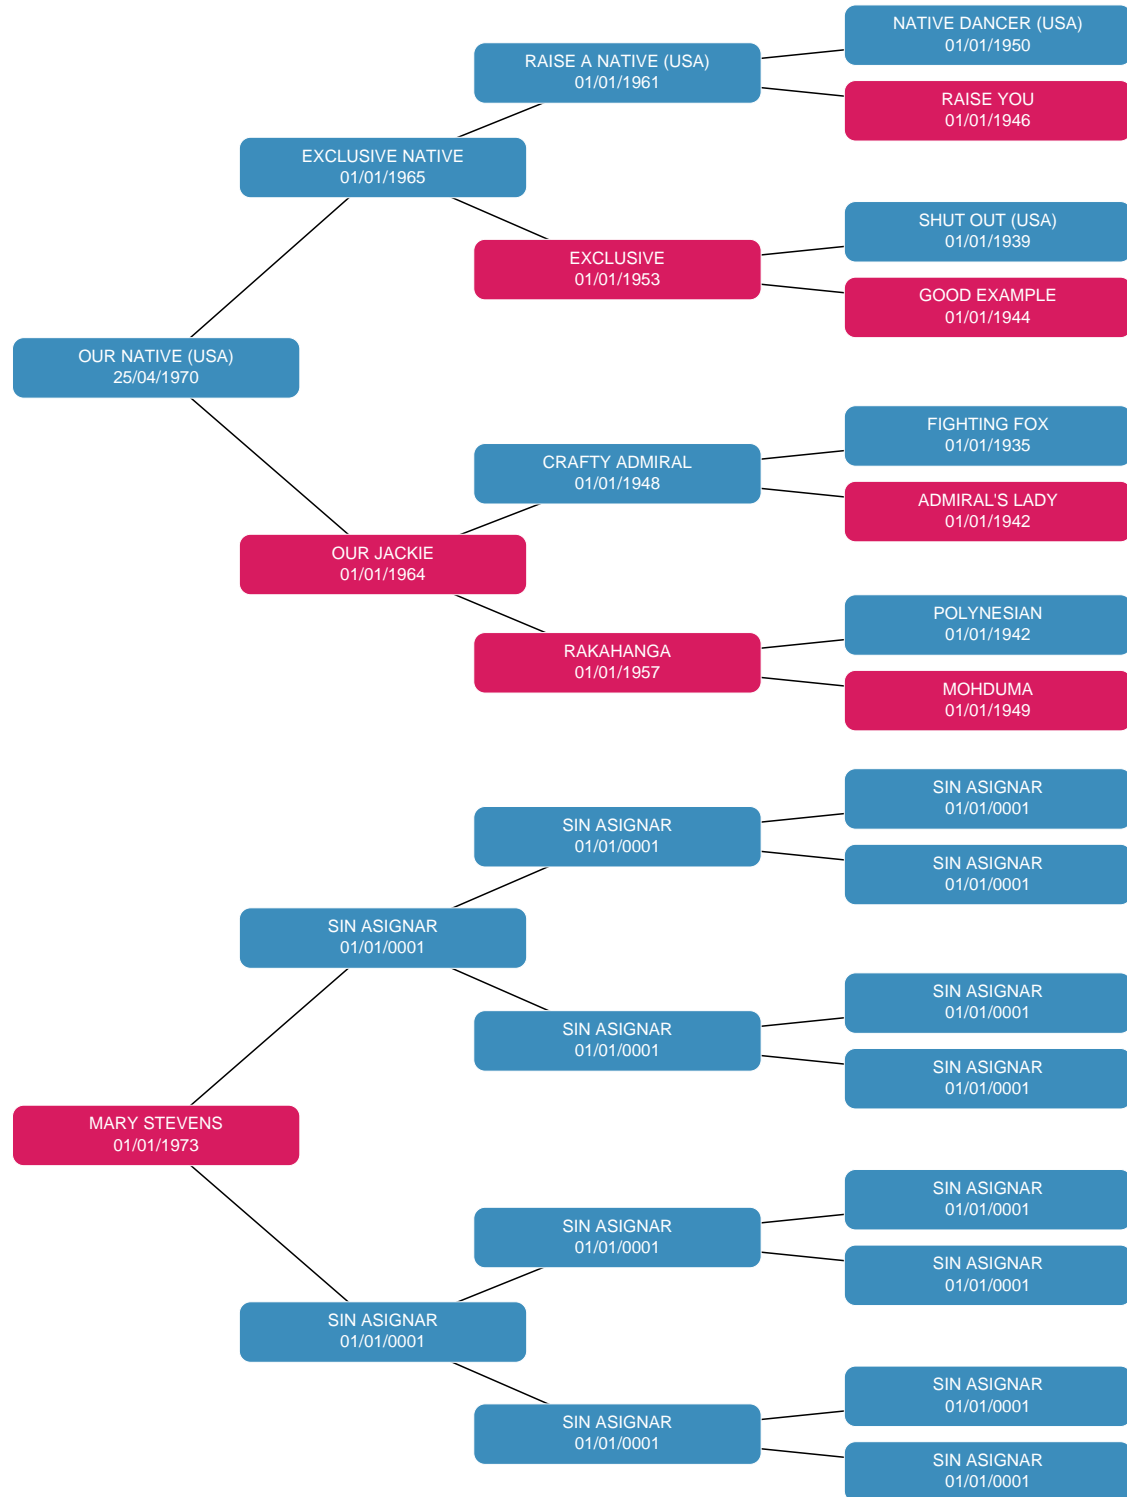 NATIVE DANCER (USA)
01/01/1950
RAISE A NATIVE (USA)
01/01/1961
RAISE YOU
01/01/1946
EXCLUSIVE NATIVE
01/01/1965
SHUT OUT (USA)
01/01/1939
EXCLUSIVE
01/01/1953
GOOD EXAMPLE
01/01/1944
OUR NATIVE (USA)
25/04/1970
FIGHTING FOX
01/01/1935
CRAFTY ADMIRAL
01/01/1948
ADMIRAL'S LADY
01/01/1942
OUR JACKIE
01/01/1964
POLYNESIAN
01/01/1942
RAKAHANGA
01/01/1957
MOHDUMA
01/01/1949
SIN ASIGNAR
01/01/0001
SIN ASIGNAR
01/01/0001
SIN ASIGNAR
01/01/0001
SIN ASIGNAR
01/01/0001
SIN ASIGNAR
01/01/0001
SIN ASIGNAR
01/01/0001
SIN ASIGNAR
01/01/0001
MARY STEVENS
01/01/1973
SIN ASIGNAR
01/01/0001
SIN ASIGNAR
01/01/0001
SIN ASIGNAR
01/01/0001
SIN ASIGNAR
01/01/0001
SIN ASIGNAR
01/01/0001
SIN ASIGNAR
01/01/0001
SIN ASIGNAR
01/01/0001